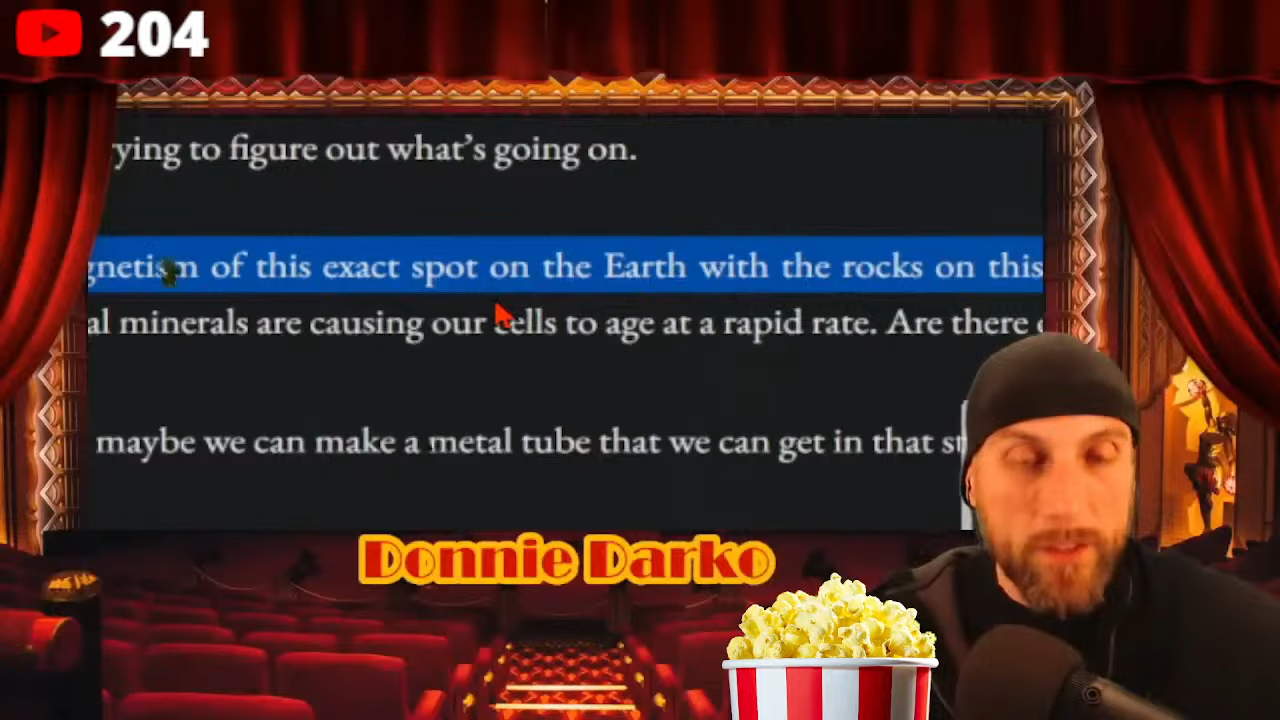 204
ying to figure out what's going on.
gnetism of this exact spot on the Earth with the rocks on this
al minerals are causing our cells to age at a rapid rate. Are there
maybe we can make a metal tube that we can get in that
Donnie Darko